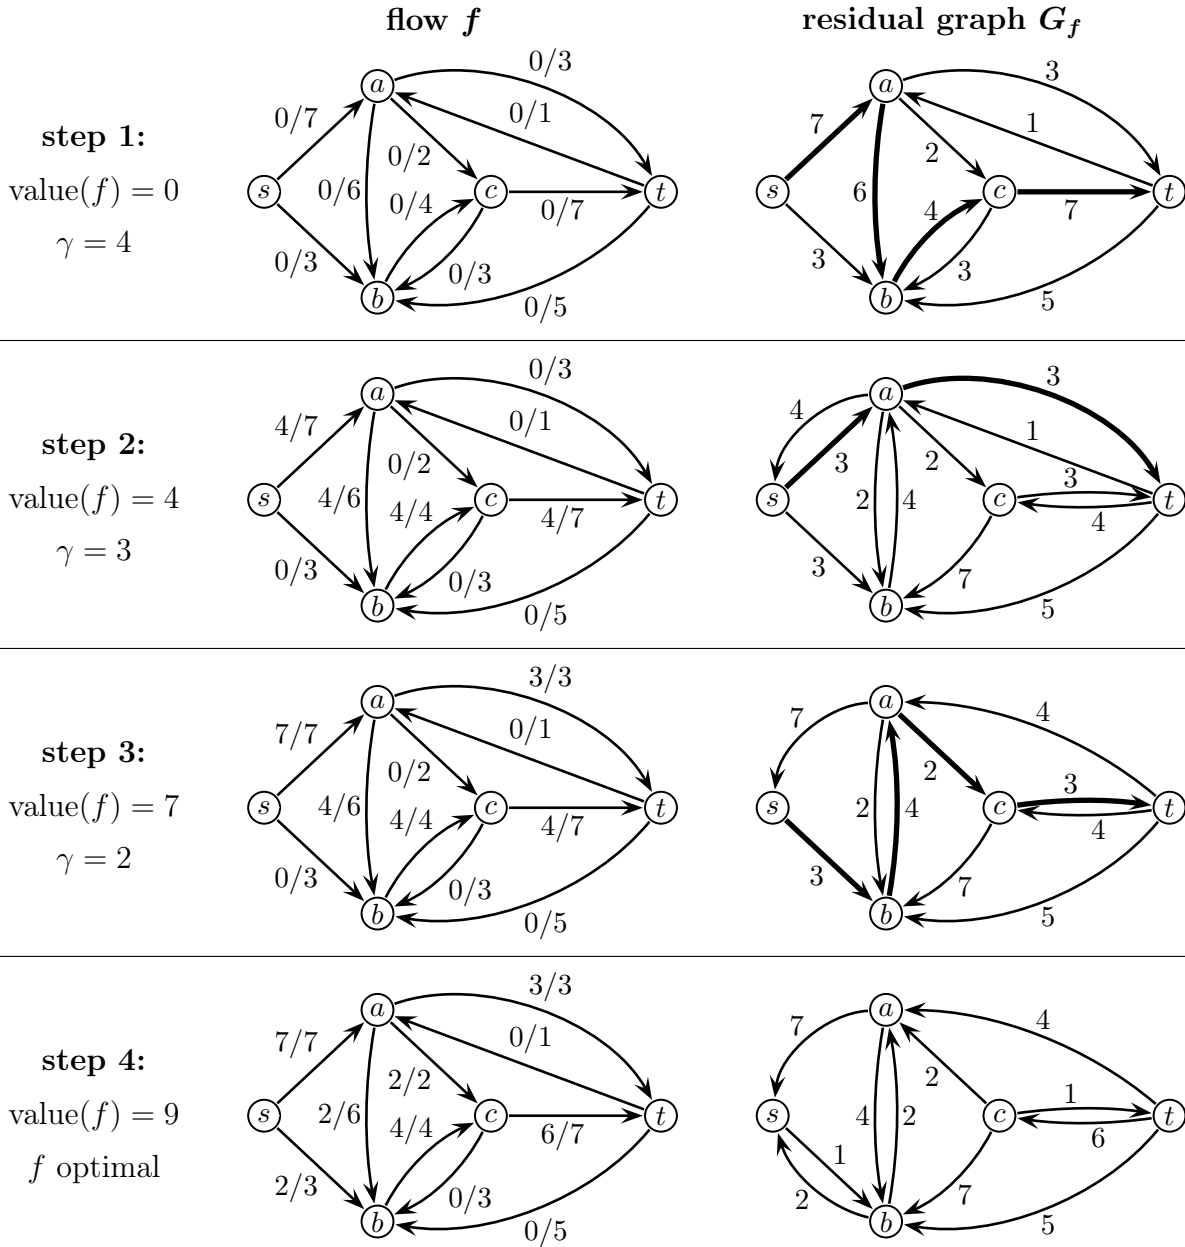 flow f residual graph G_f
step 1:
value(f) = 0
γ = 4
0/3
0/7
a
0/1
0/2
s
0/6
0/4
c
t
0/7
0/3
0/3
b
0/5
3
a
7
1
2
s
6
4
c
t
7
3
3
b
5
step 2:
value(f) = 4
γ = 3
0/3
a
4/7
0/1
0/2
s
4/6
4/4
c
t
4/7
0/3
0/3
b
0/5
3
a
4
1
3
2
3
s
2
4
c
t
4
3
7
b
5
step 3:
value(f) = 7
γ = 2
3/3
a
7/7
0/1
0/2
s
4/6
4/4
c
t
4/7
0/3
0/3
b
0/5
a
7
4
2
3
s
2
4
c
t
4
3
7
b
5
step 4:
value(f) = 9
f optimal
3/3
a
7/7
0/1
2/2
s
2/6
4/4
c
t
6/7
2/3
0/3
b
0/5
a
7
4
2
1
s
4
2
c
t
6
1
2
7
b
5